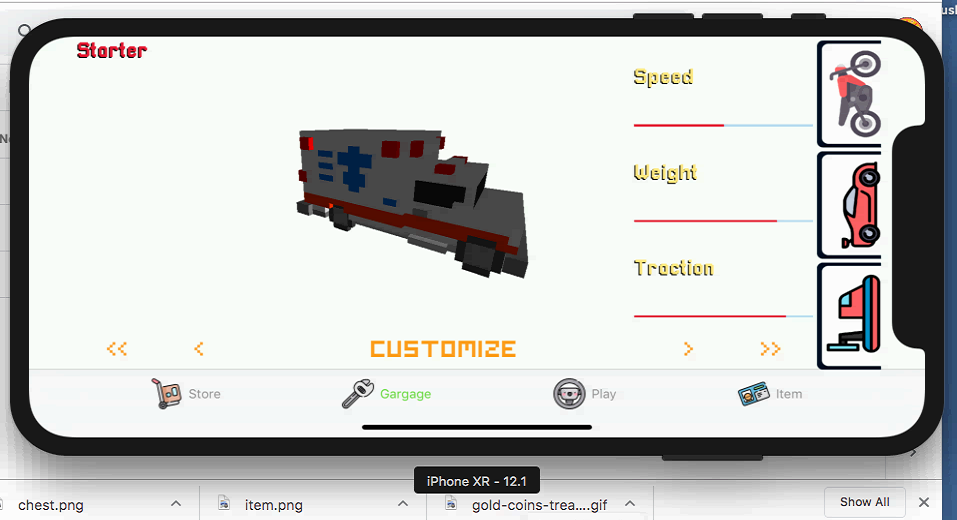 Starter
Speed
Weight
Traction
<< < CUSTOMIZE > >>
Store Gargage Play Item
iPhone XR - 12.1
chest.png item.png gold-coins-trea....gif Show All